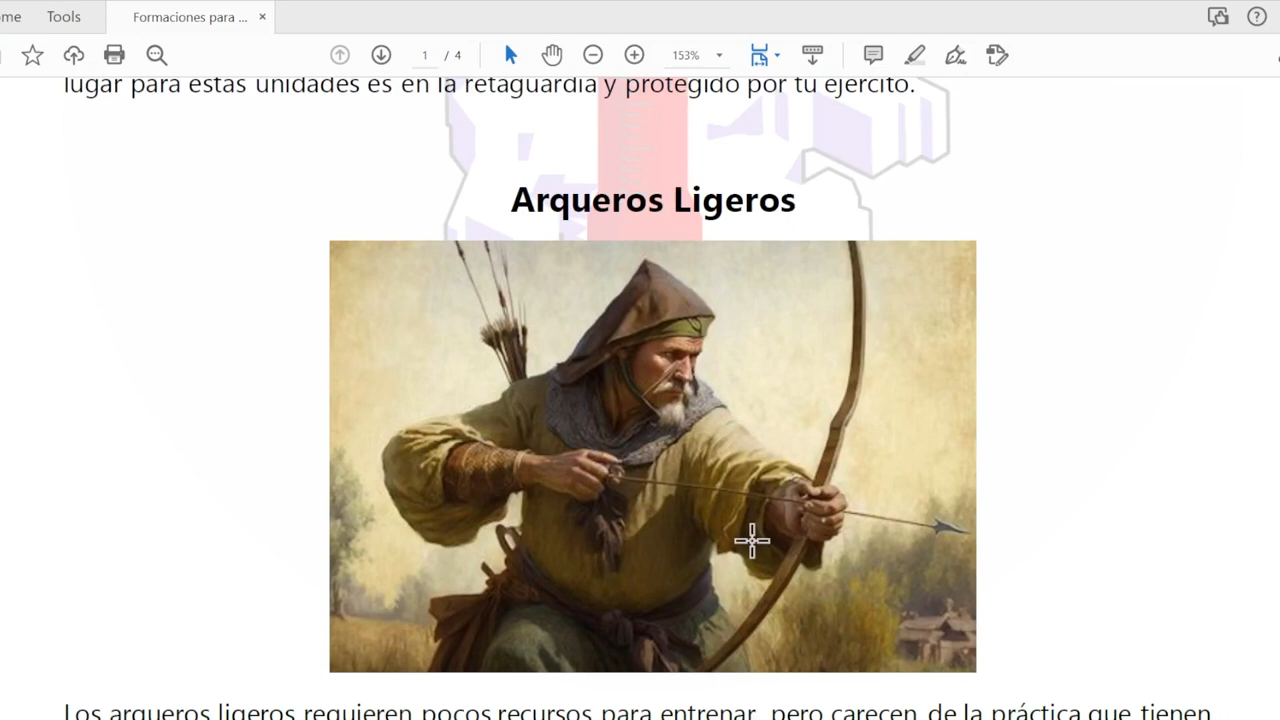 ome Tools Formaciones para ... ×
1 / 4 153%
lugar para estas unidades es en la retaguardia y protegido por tu ejercito.
Arqueros Ligeros
Los arqueros ligeros requieren pocos recursos para entrenar, pero carecen de la práctica que tienen